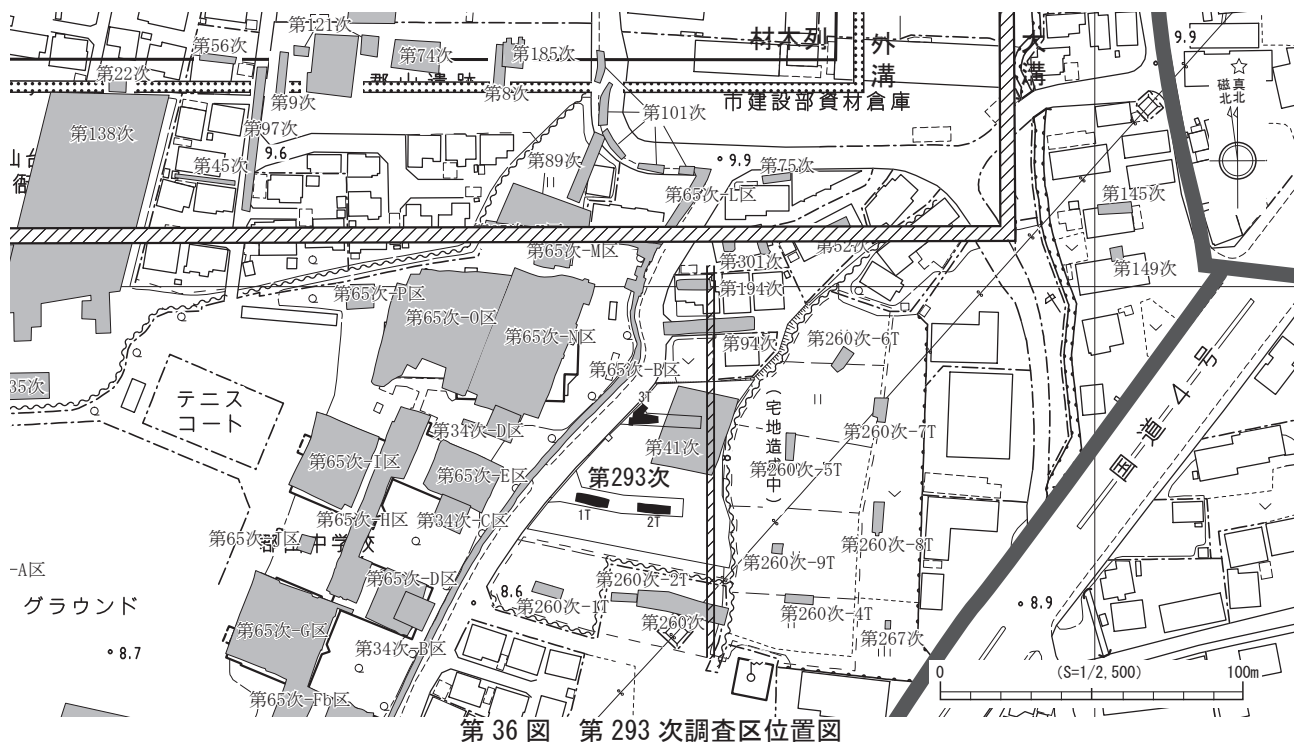 第121次
第56次
第74次
第185次
材木列
外溝
大溝
9.9
真北
磁北
第22次
郡山遺跡
第9次
第8次
第101次
市建設部資材倉庫
第138次
第97次
9.6
第45次
第89次
9.9
第75次
第65次-L区
第145次
第65次-M区
第301次
第52次
第149次
第65次-P区
第194次
第65次-O区
第65次-N区
第94次
第260次-6T
35次
テニス
コート
第65次-B区
3T
第34次-D区
第41次
(宅地造成中)
第260次-7T
国道4号
第65次-I区
第65次-E区
第293次
第260次-5T
1T
2T
第65次-H区
第34次-C区
第65次-J区
郡山中学校
第260次-8T
第260次-9T
-A区
第65次-D区
8.6
第260次-2T
グラウンド
第260次-1T
第260次
第260次-4T
8.9
第65次-G区
第267次
8.7
第34次-B区
第65次-Fb区
0
(S=1/2,500)
100m
第36図 第293次調査区位置図